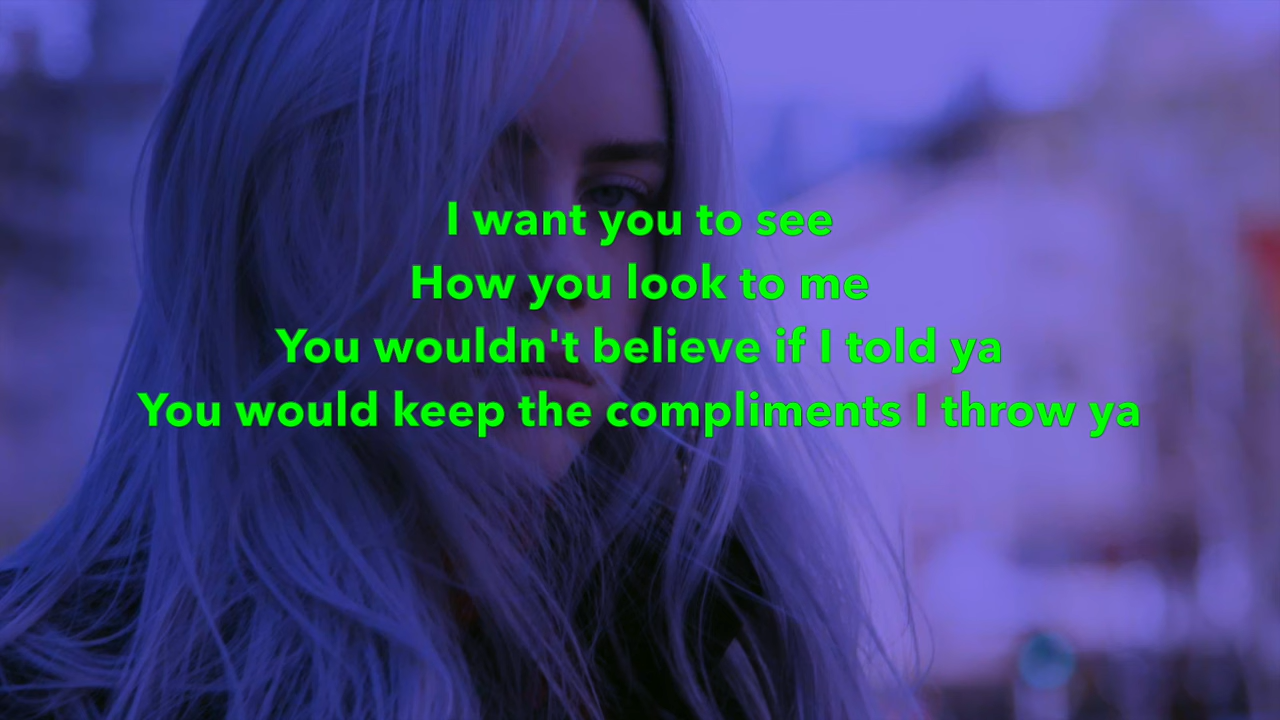 I want you to see
How you look to me
You wouldn't believe if I told ya
You would keep the compliments I throw ya